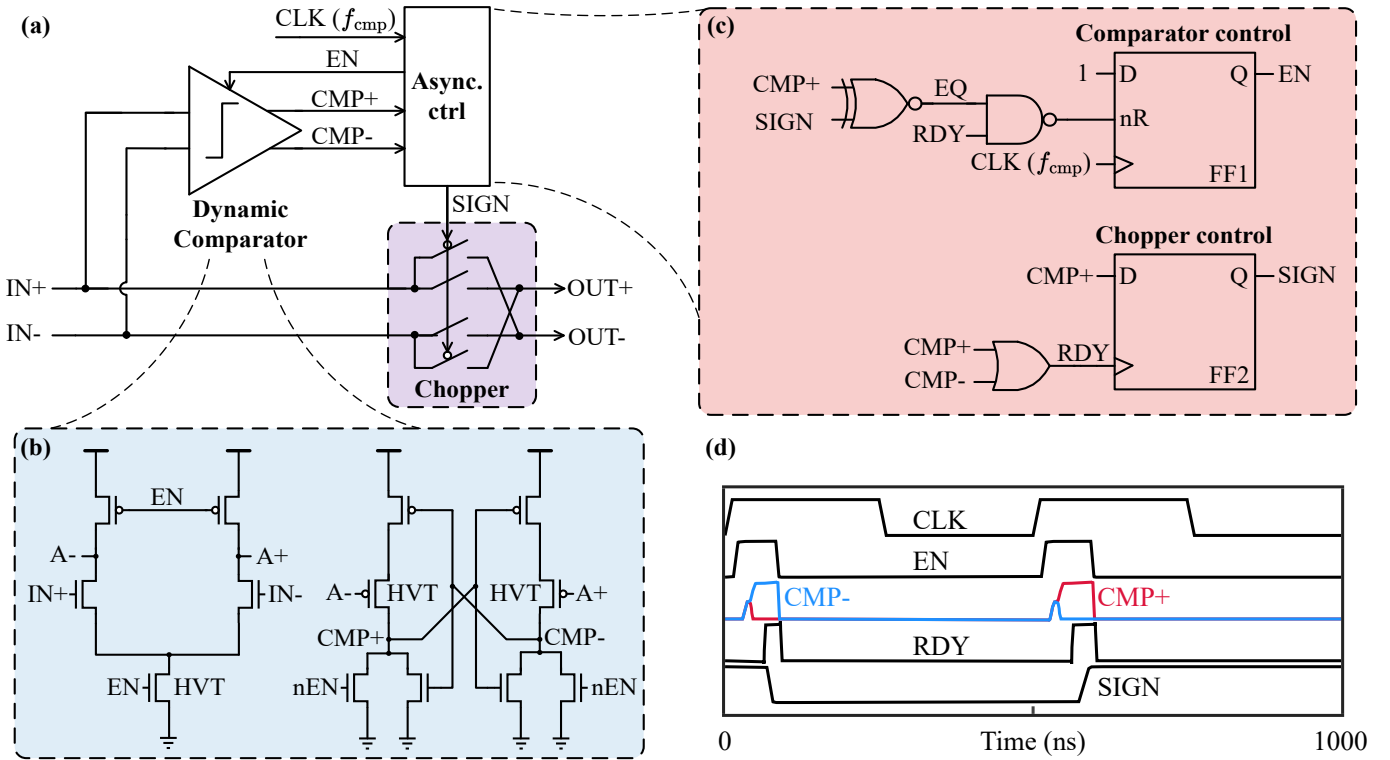 (a)
CLK (fcmp)
EN
CMP+
CMP-
Async.
ctrl
Dynamic
Comparator
SIGN
IN+
IN-
OUT+
OUT-
Chopper
(b)
EN
A-
A+
IN+
IN-
EN
HVT
A-
HVT
HVT
A+
CMP+
CMP-
nEN
nEN
(c)
Comparator control
CMP+
SIGN
EQ
RDY
CLK (fcmp)
1
D
Q
EN
nR
FF1
Chopper control
CMP+
D
Q
SIGN
CMP+
CMP-
RDY
FF2
(d)
CLK
EN
CMP-
CMP+
RDY
SIGN
0
Time (ns)
1000